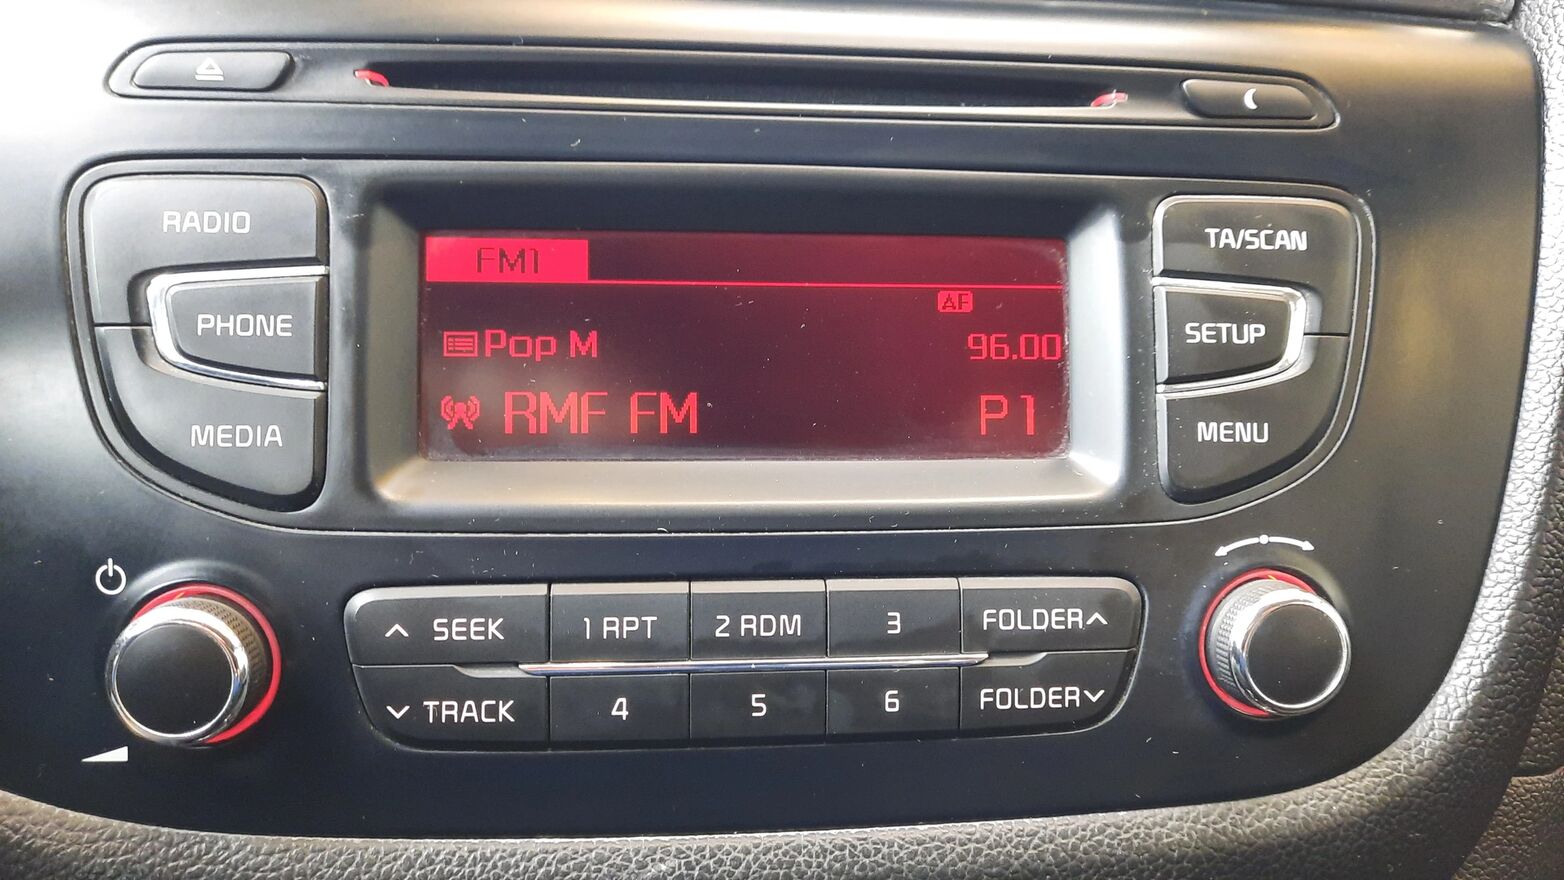 RADIO
PHONE
MEDIA
FM1
AF
Pop M 96.00
RMF FM P1
TA/SCAN
SETUP
MENU
SEEK 1 RPT 2 RDM 3 FOLDER
TRACK 4 5 6 FOLDER